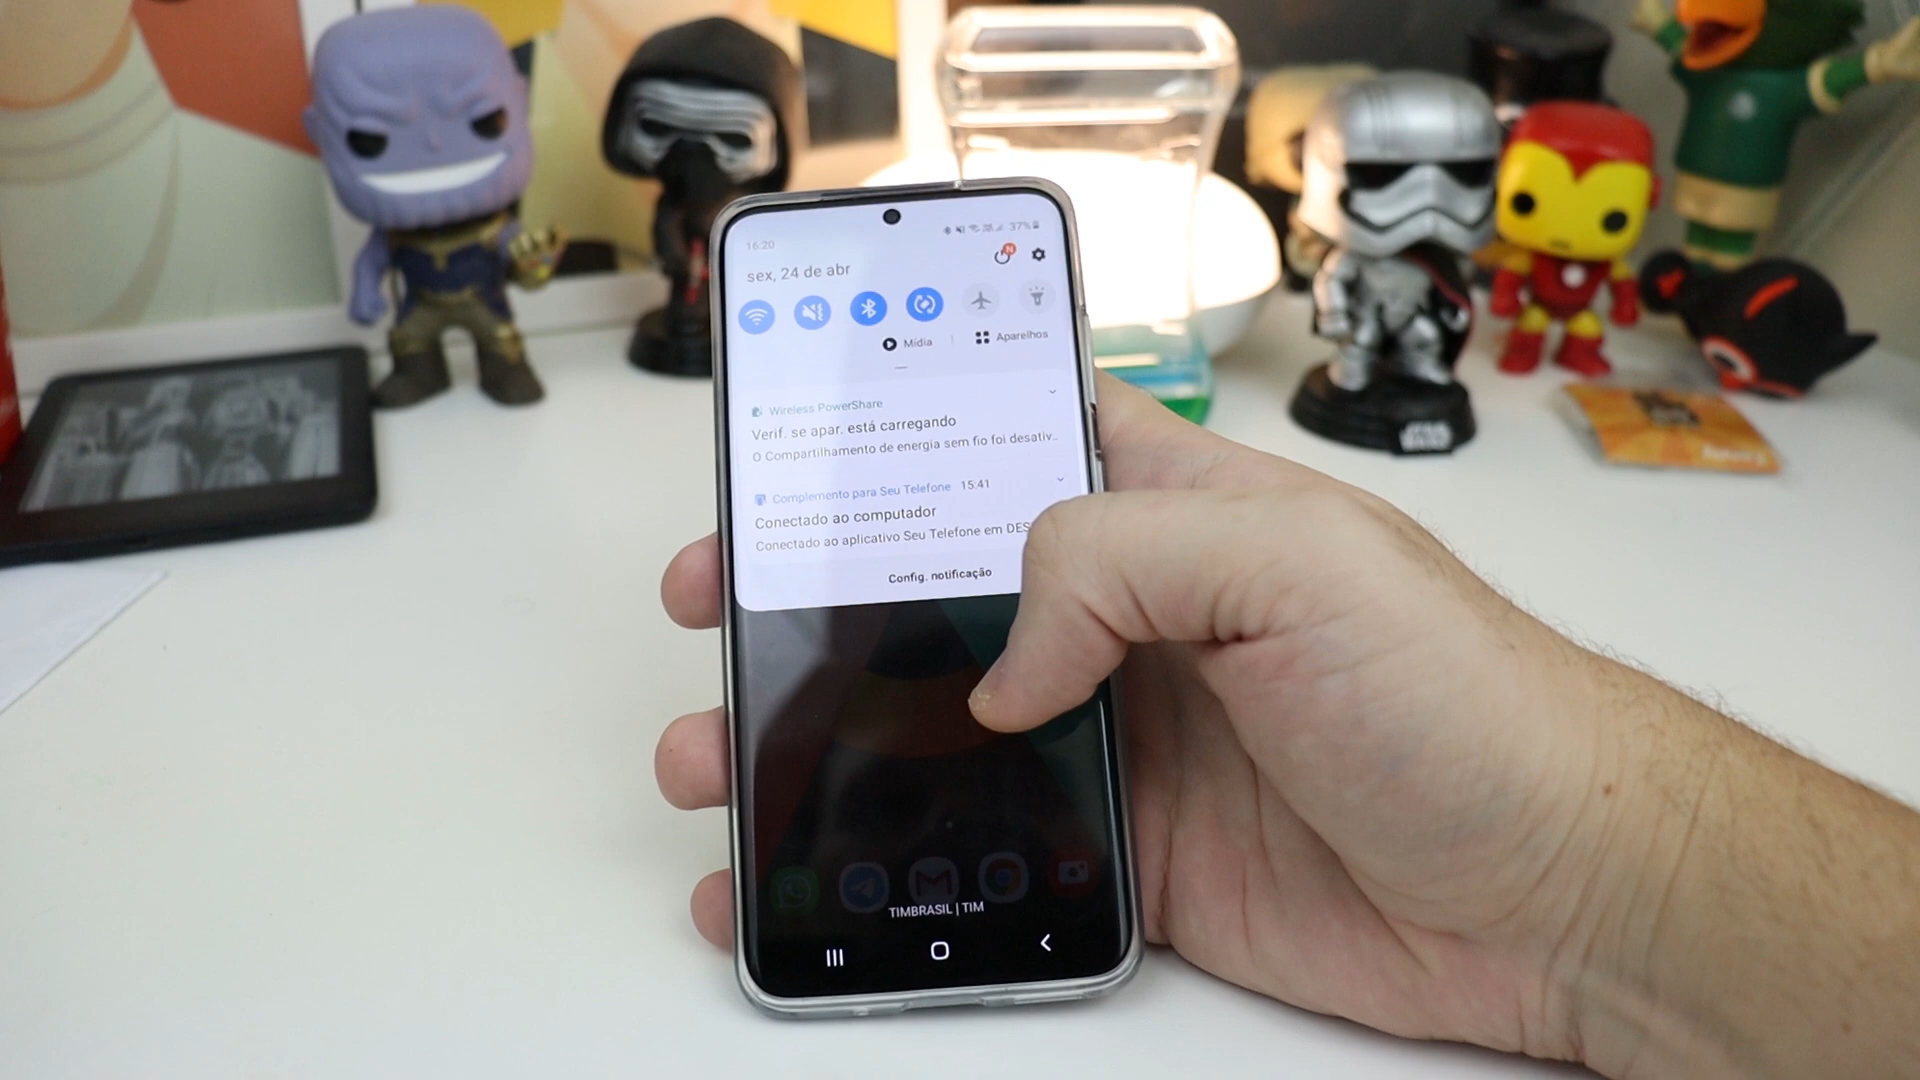 16:20
37%
sex, 24 de abr
N
Mídia
Aparelhos
Wireless PowerShare
Verif. se apar. está carregando
O Compartilhamento de energia sem fio foi desativ...
Complemento para Seu Telefone 15:41
Conectado ao computador
Conectado ao aplicativo Seu Telefone em DES
Config. notificação
TIMBRASIL | TIM
STAR
WARS